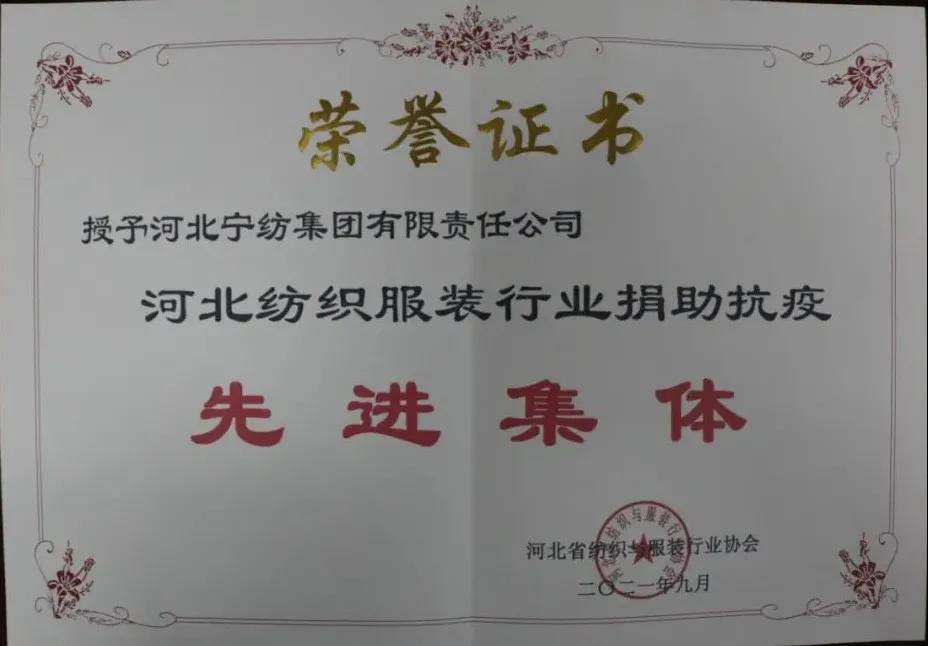 荣誉证书
授予河北宁纺集团有限责任公司
河北纺织服装行业捐助抗疫
先进集体
河北省纺织与服装行业协会
二〇二一年九月